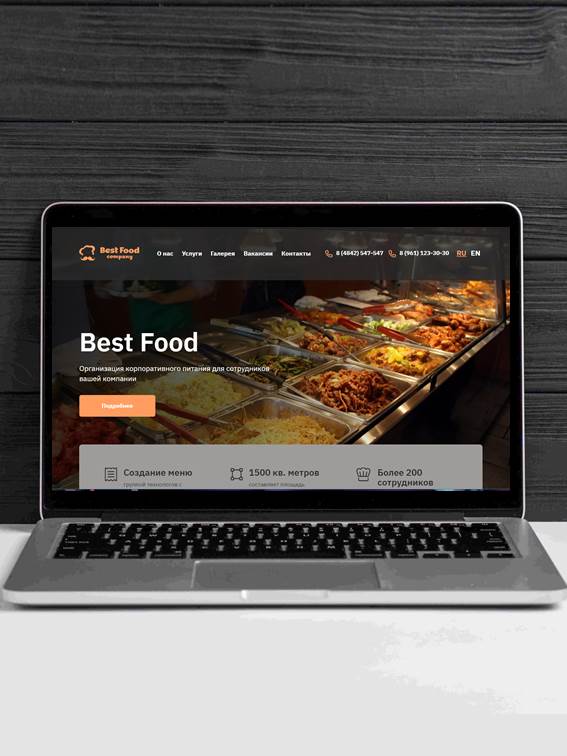 Best Food
company
О нас Услуги Галерея Вакансии Контакты 8 (4842) 547-547 8 (961) 123-30-30 RU EN
Best Food
Организация корпоративного питания для сотрудников
вашей компании
Подробнее
Создание меню
группой технологов с
1500 кв. метров
составляет площадь
Более 200
сотрудников